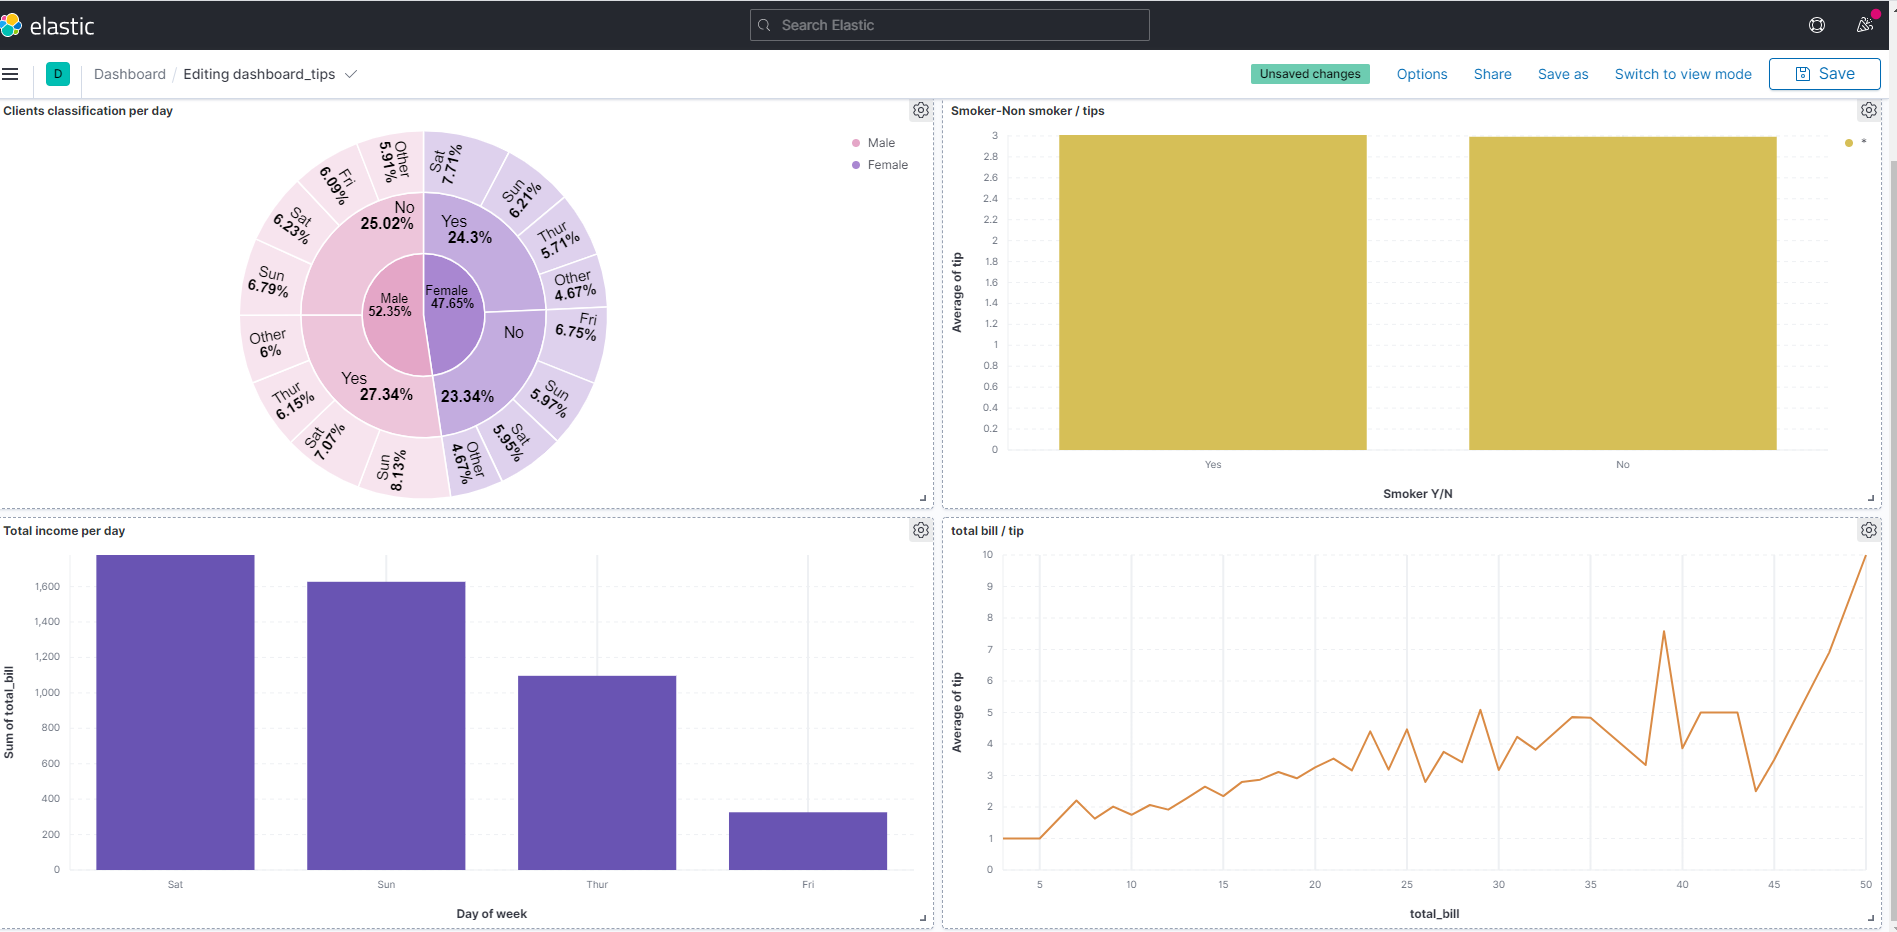 elastic
Search Elastic
D
Dashboard / Editing dashboard_tips
Unsaved changes
Options
Share
Save as
Switch to view mode
Save
Clients classification per day
Male
Female
Male
52.35%
Female
47.65%
No
25.02%
Yes
24.3%
No
23.34%
Yes
27.34%
Sat
7.71%
Sun
6.21%
Thur
5.71%
Other
4.67%
Fri
6.75%
Sun
5.97%
Sat
5.95%
Other
4.67%
Sun
8.13%
Sat
7.07%
Thur
6.15%
Other
6%
Sun
6.79%
Sat
6.23%
Fri
6.09%
Other
5.91%
Smoker-Non smoker / tips
Average of tip
3
2.8
2.6
2.4
2.2
2
1.8
1.6
1.4
1.2
1
0.8
0.6
0.4
0.2
0
Yes
No
Smoker Y/N
*
Total income per day
Sum of total_bill
1,600
1,400
1,200
1,000
800
600
400
200
0
Sat
Sun
Thur
Fri
Day of week
total bill / tip
Average of tip
10
9
8
7
6
5
4
3
2
1
0
5
10
15
20
25
30
35
40
45
50
total_bill